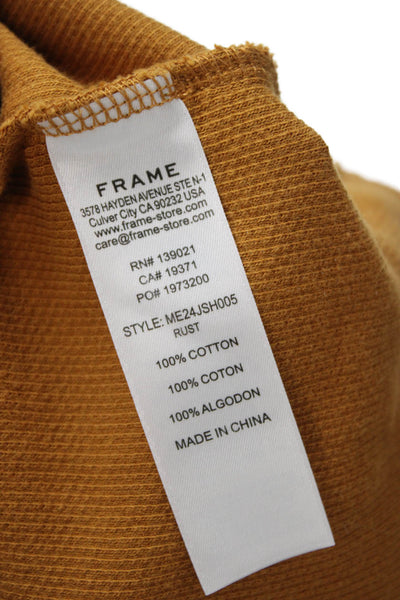 FRAME
3578 HAYDEN AVENUE STE N-1
Culver City CA 90232 USA
www.frame-store.com
care@frame-store.com
RN# 139021
CA# 19371
PO# 1973200
STYLE: ME24JSH005
RUST
100% COTTON
100% COTON
100% ALGODON
MADE IN CHINA